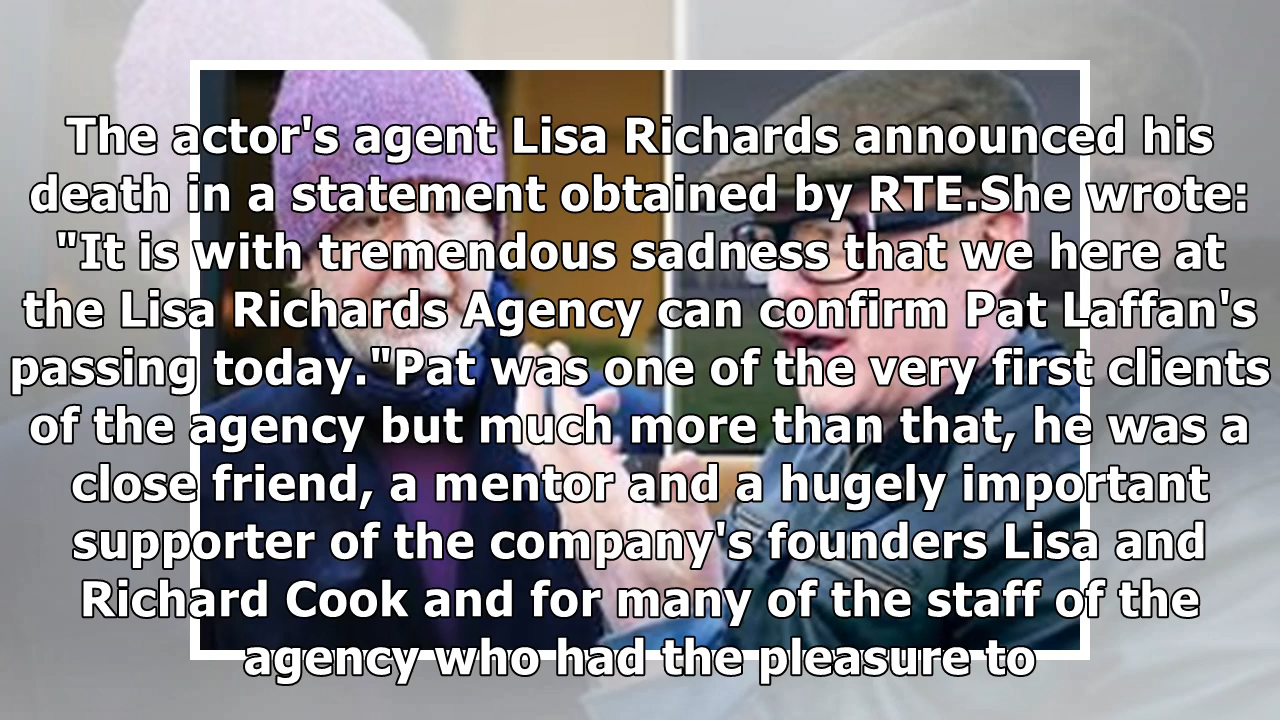 The actor's agent Lisa Richards announced his
death in a statement obtained by RTE.She wrote:
"It is with tremendous sadness that we here at
the Lisa Richards Agency can confirm Pat Laffan's
passing today. "Pat was one of the very first clients
of the agency but much more than that, he was a
close friend, a mentor and a hugely important
supporter of the company's founders Lisa and
Richard Cook and for many of the staff of the
agency who had the pleasure to